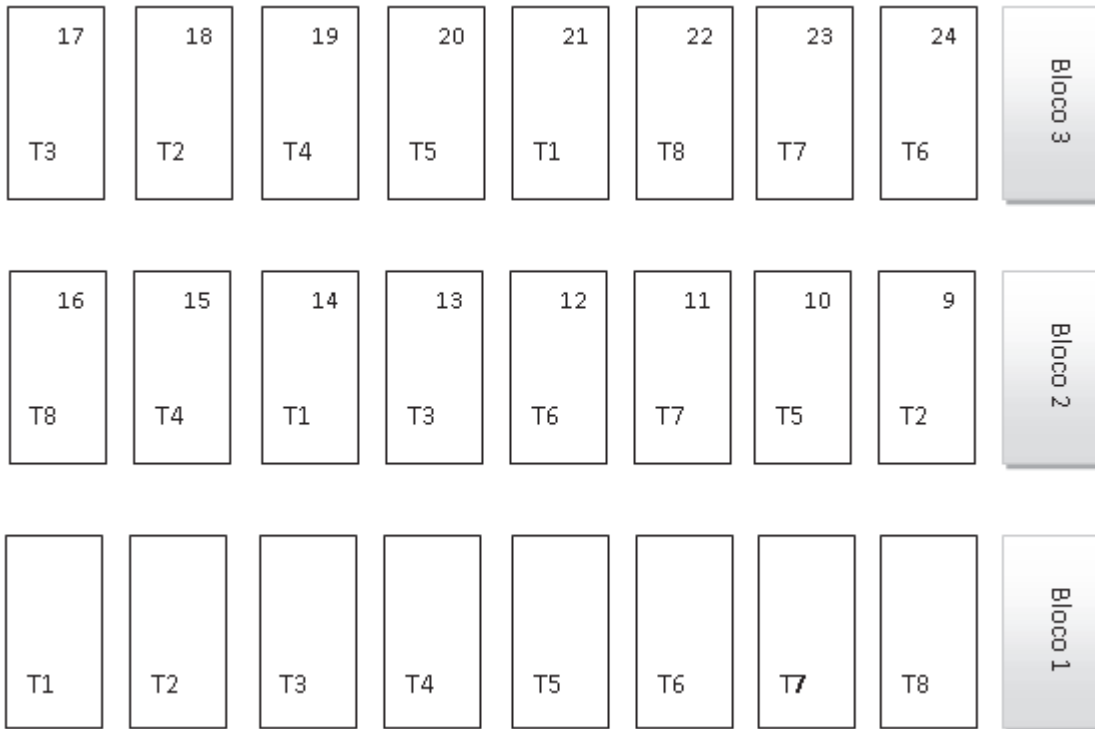 17 18 19 20 21 22 23 24
T3 T2 T4 T5 T1 T8 T7 T6
Bloco 3
16 15 14 13 12 11 10 9
T8 T4 T1 T3 T6 T7 T5 T2
Bloco 2
T1 T2 T3 T4 T5 T6 T7 T8
Bloco 1